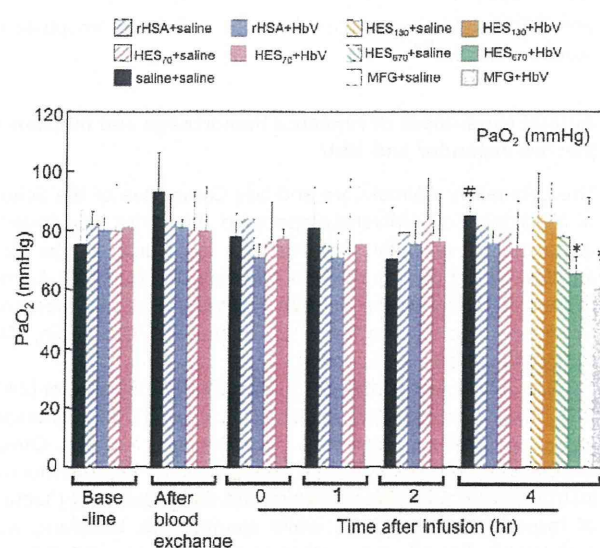 rHSA+saline rHSA+HbV HES130+saline HES130+HbV
HES70+saline HES70+HbV HES670+saline HES670+HbV
saline+saline MFG+saline MFG+HbV
PaO2 (mmHg)
PaO2 (mmHg)
120
100
80
60
40
20
0
#
*
*
Base
-line
After
blood
exchange
0 1 2 4
Time after infusion (hr)